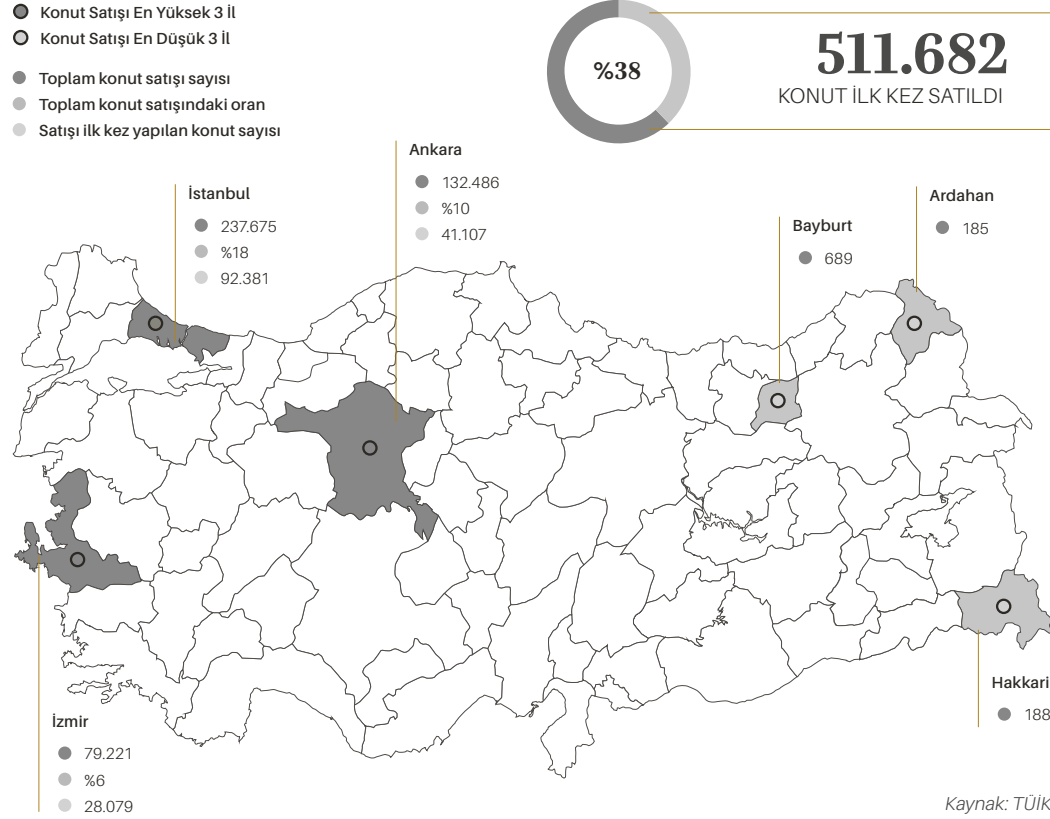 Konut Satışı En Yüksek 3 İl
Konut Satışı En Düşük 3 İl
Toplam konut satışı sayısı
Toplam konut satışındaki oran
Satışı ilk kez yapılan konut sayısı
%38
511.682
KONUT İLK KEZ SATILDI
Ankara
132.486
%10
41.107
İstanbul
237.675
%18
92.381
Bayburt
689
Ardahan
185
Hakkari
188
İzmir
79.221
%6
28.079
Kaynak: TÜİK